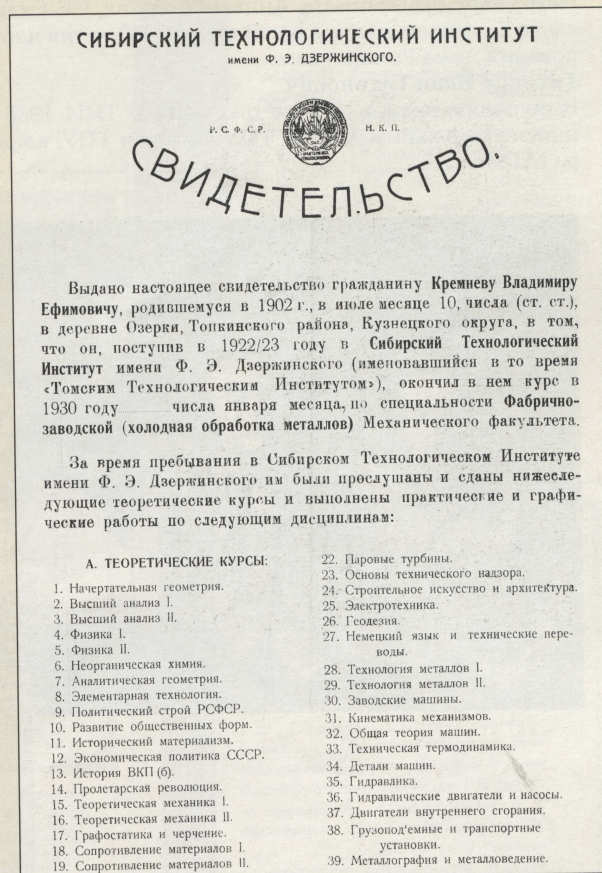 СИБИРСКИЙ ТЕХНОЛОГИЧЕСКИЙ ИНСТИТУТ
имени Ф. Э. ДЗЕРЖИНСКОГО.
Р. С. Ф. С. Р. Н. К. П.
СВИДЕТЕЛЬСТВО.
Выдано настоящее свидетельство гражданину Кремневу Владимиру
Ефимовичу, родившемуся в 1902 г., в июле месяце 10, числа (ст. ст.),
в деревне Озерки, Топкинского района, Кузнецкого округа, в том,
что он, поступив в 1922/23 году в Сибирский Технологический
Институт имени Ф. Э. Дзержинского (именовавшийся в то время
«Томским Технологическим Институтом»), окончил в нем курс в
1930 году числа января месяца, по специальности Фабрично-
заводской (холодная обработка металлов) Механического факультета.
За время пребывания в Сибирском Технологическом Институте
имени Ф. Э. Дзержинского им были прослушаны и сданы нижесле-
дующие теоретические курсы и выполнены практические и графи-
ческие работы по следующим дисциплинам:
А. ТЕОРЕТИЧЕСКИЕ КУРСЫ:
1. Начертательная геометрия.
2. Высший анализ I.
3. Высший анализ II.
4. Физика I.
5. Физика II.
6. Неорганическая химия.
7. Аналитическая геометрия.
8. Элементарная технология.
9. Политический строй РСФСР.
10. Развитие общественных форм.
11. Исторический материализм.
12. Экономическая политика СССР.
13. История ВКП (б).
14. Пролетарская революция.
15. Теоретическая механика I.
16. Теоретическая механика II.
17. Графостатика и черчение.
18. Сопротивление материалов I.
19. Сопротивление материалов II.
22. Паровые турбины.
23. Основы технического надзора.
24. Строительное искусство и архитектура.
25. Электротехника.
26. Геодезия.
27. Немецкий язык и технические пере-
воды.
28. Технология металлов I.
29. Технология металлов II.
30. Заводские машины.
31. Кинематика механизмов.
32. Общая теория машин.
33. Техническая термодинамика.
34. Детали машин.
35. Гидравлика.
36. Гидравлические двигатели и насосы.
37. Двигатели внутреннего сгорания.
38. Грузопод'емные и транспортные
установки.
39. Металлография и металловедение.